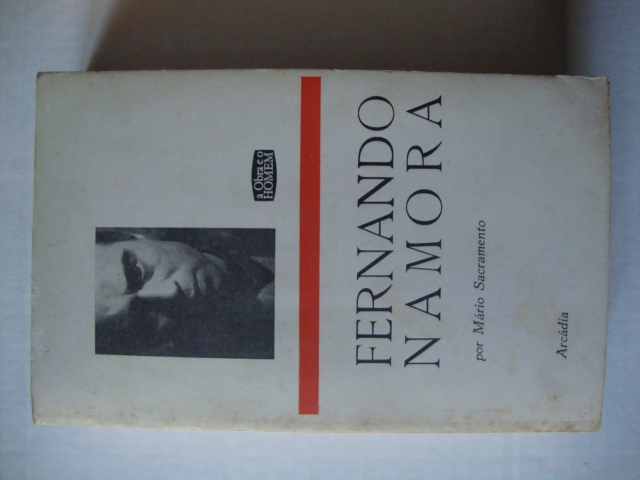 a Obra e o
HOMEM
FERNANDO
NAMORA
por Mário Sacramento
Arcádia